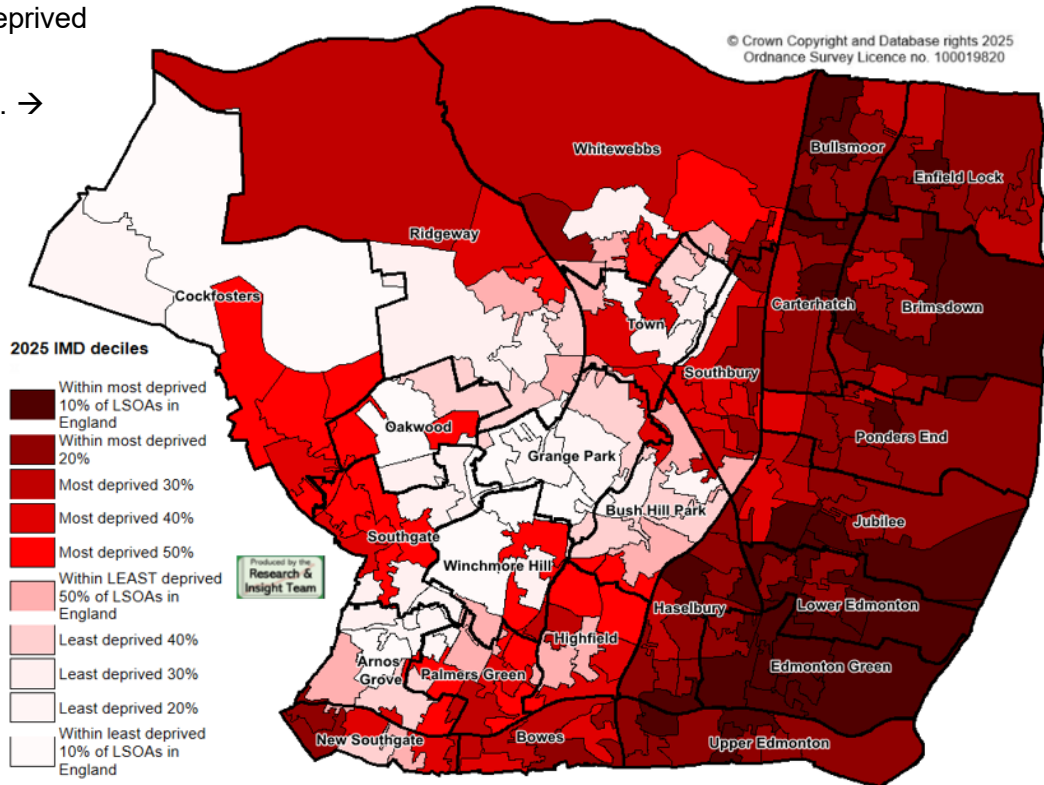 eprived
. →
© Crown Copyright and Database rights 2025
Ordnance Survey Licence no. 100019820
Bullsmoor
Whitewebbs
Enfield Lock
Ridgeway
Cockfosters
Carterhatch
Brimsdown
Town
Southbury
2025 IMD deciles
Within most deprived
10% of LSOAs in
England
Within most deprived
20%
Most deprived 30%
Most deprived 40%
Most deprived 50%
Within LEAST deprived
50% of LSOAs in
England
Least deprived 40%
Least deprived 30%
Least deprived 20%
Within least deprived
10% of LSOAs in
England
Oakwood
Ponders End
Grange Park
Bush Hill Park
Jubilee
Southgate
Winchmore Hill
Produced by the..
Research &
Insight Team
Haselbury
Lower Edmonton
Highfield
Arnos
Grove
Palmers Green
Edmonton Green
New Southgate
Bowes
Upper Edmonton